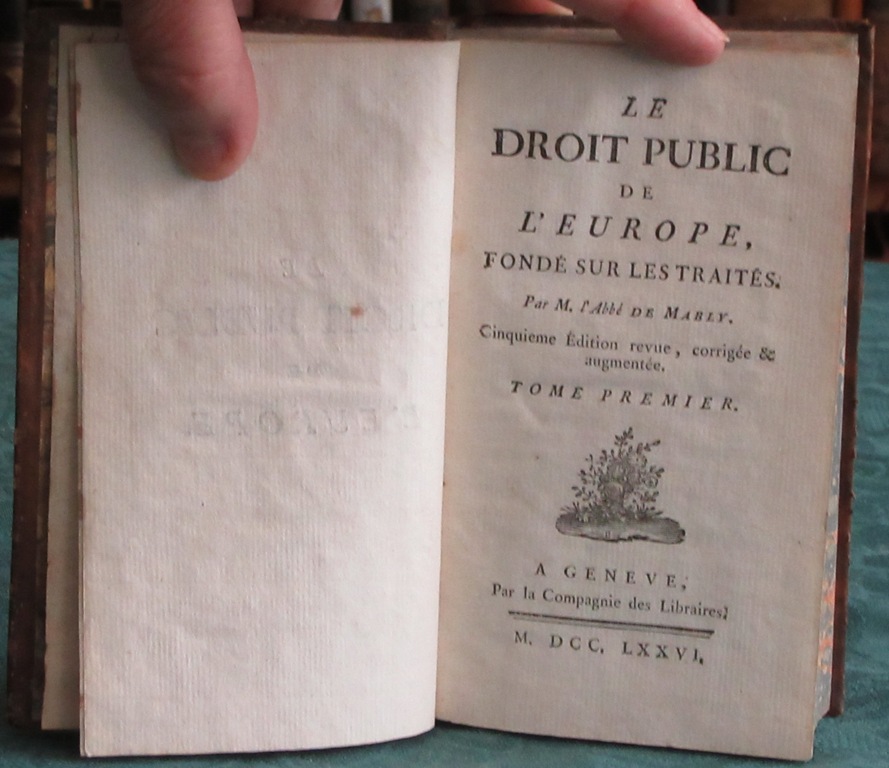 LE
DROIT PUBLIC
DE
L'EUROPE,
FONDÉ SUR LES TRAITÉS.
Par M. l'Abbé DE MABLY.
Cinquieme Édition revue, corrigée &
augmentée.
TOME PREMIER.
A GENEVE,
Par la Compagnie des Libraires.
M. DCC. LXXVI.